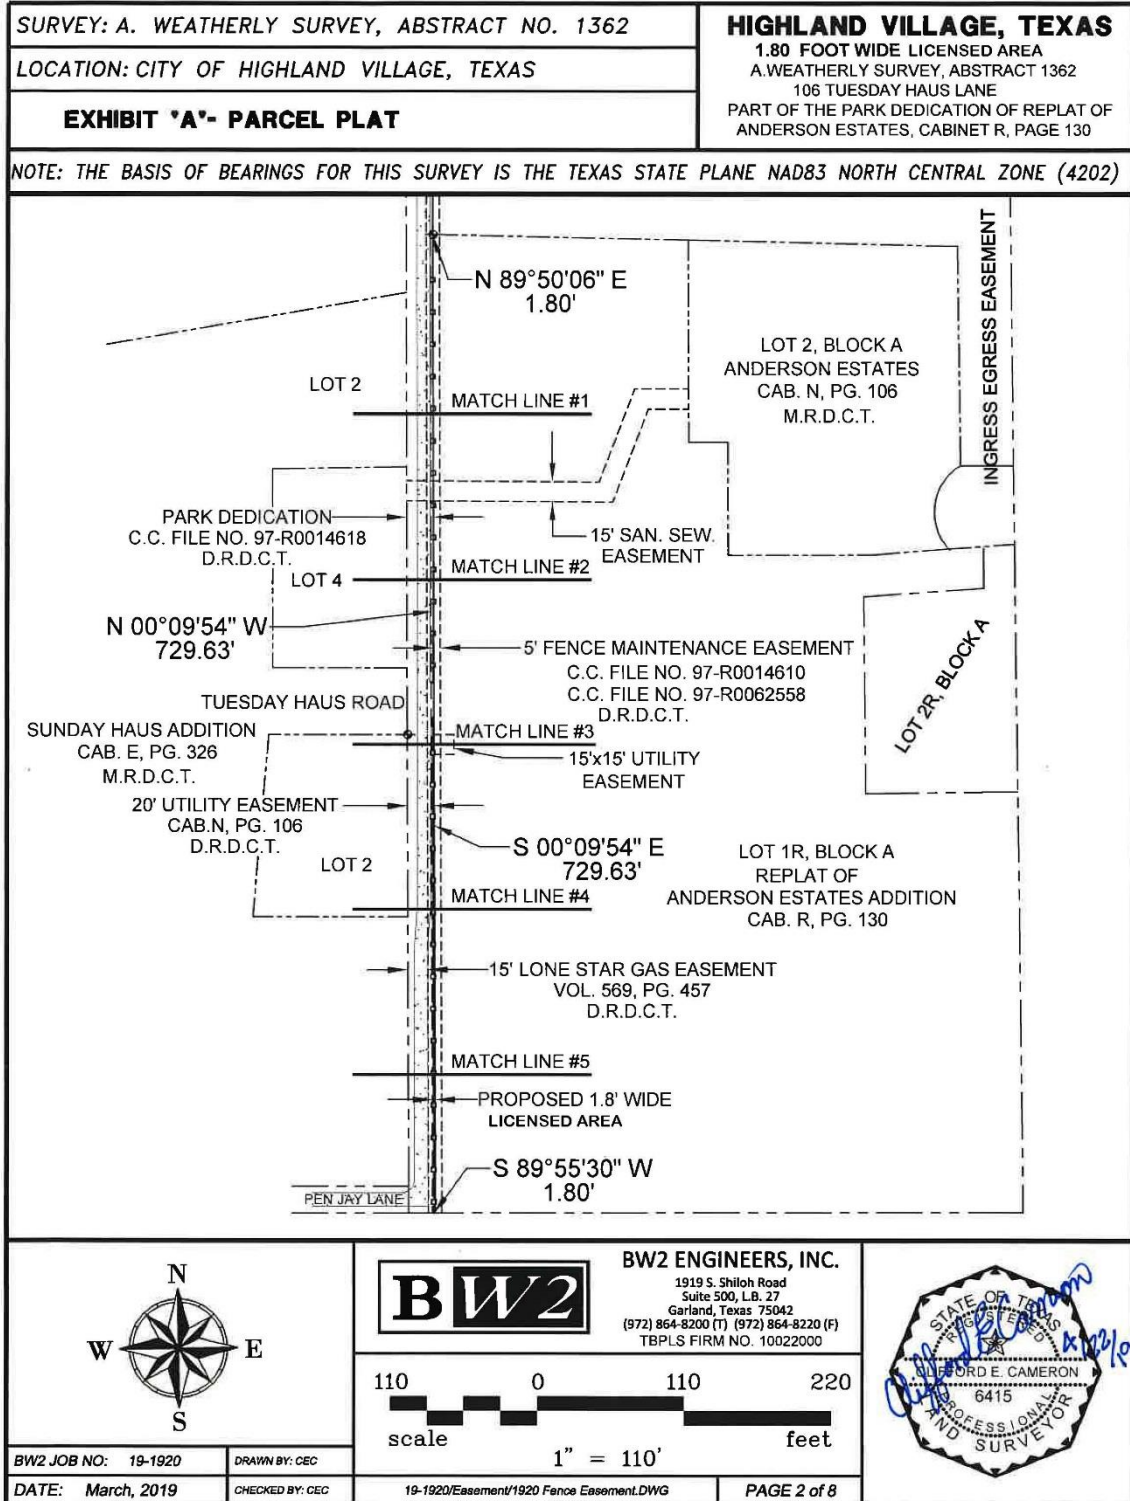 SURVEY: A. WEATHERLY SURVEY, ABSTRACT NO. 1362
LOCATION: CITY OF HIGHLAND VILLAGE, TEXAS
EXHIBIT "A"- PARCEL PLAT
HIGHLAND VILLAGE, TEXAS
1.80 FOOT WIDE LICENSED AREA
A.WEATHERLY SURVEY, ABSTRACT 1362
106 TUESDAY HAUS LANE
PART OF THE PARK DEDICATION OF REPLAT OF
ANDERSON ESTATES, CABINET R, PAGE 130
NOTE: THE BASIS OF BEARINGS FOR THIS SURVEY IS THE TEXAS STATE PLANE NAD83 NORTH CENTRAL ZONE (4202)
N 89°50'06" E
1.80'
INGRESS EGRESS EASEMENT
LOT 2, BLOCK A
ANDERSON ESTATES
CAB. N, PG. 106
M.R.D.C.T.
LOT 2
MATCH LINE #1
PARK DEDICATION
C.C. FILE NO. 97-R0014618
D.R.D.C.T.
15' SAN. SEW.
EASEMENT
LOT 4
MATCH LINE #2
N 00°09'54" W
729.63'
5' FENCE MAINTENANCE EASEMENT
C.C. FILE NO. 97-R0014610
C.C. FILE NO. 97-R0062558
D.R.D.C.T.
LOT 2R, BLOCK A
TUESDAY HAUS ROAD
SUNDAY HAUS ADDITION
CAB. E, PG. 326
M.R.D.C.T.
MATCH LINE #3
15'x15' UTILITY
EASEMENT
20' UTILITY EASEMENT
CAB.N, PG. 106
D.R.D.C.T.
LOT 2
S 00°09'54" E
729.63'
LOT 1R, BLOCK A
REPLAT OF
ANDERSON ESTATES ADDITION
CAB. R, PG. 130
MATCH LINE #4
15' LONE STAR GAS EASEMENT
VOL. 569, PG. 457
D.R.D.C.T.
MATCH LINE #5
PROPOSED 1.8' WIDE
LICENSED AREA
S 89°55'30" W
1.80'
PEN JAY LANE
N
W
E
S
BW2
BW2 ENGINEERS, INC.
1919 S. Shiloh Road
Suite 500, L.B. 27
Garland, Texas 75042
(972) 864-8200 (T) (972) 864-8220 (F)
TBPLS FIRM NO. 10022000
110 0 110 220
scale feet
1" = 110'
STATE OF TEXAS
REGISTERED
CLIFFORD E. CAMERON
6415
PROFESSIONAL
LAND SURVEYOR
Clifford E Cameron
BW2 JOB NO: 19-1920
DRAWN BY: CEC
DATE: March, 2019
CHECKED BY: CEC
19-1920/Easement/1920 Fence Easement.DWG
PAGE 2 of 8